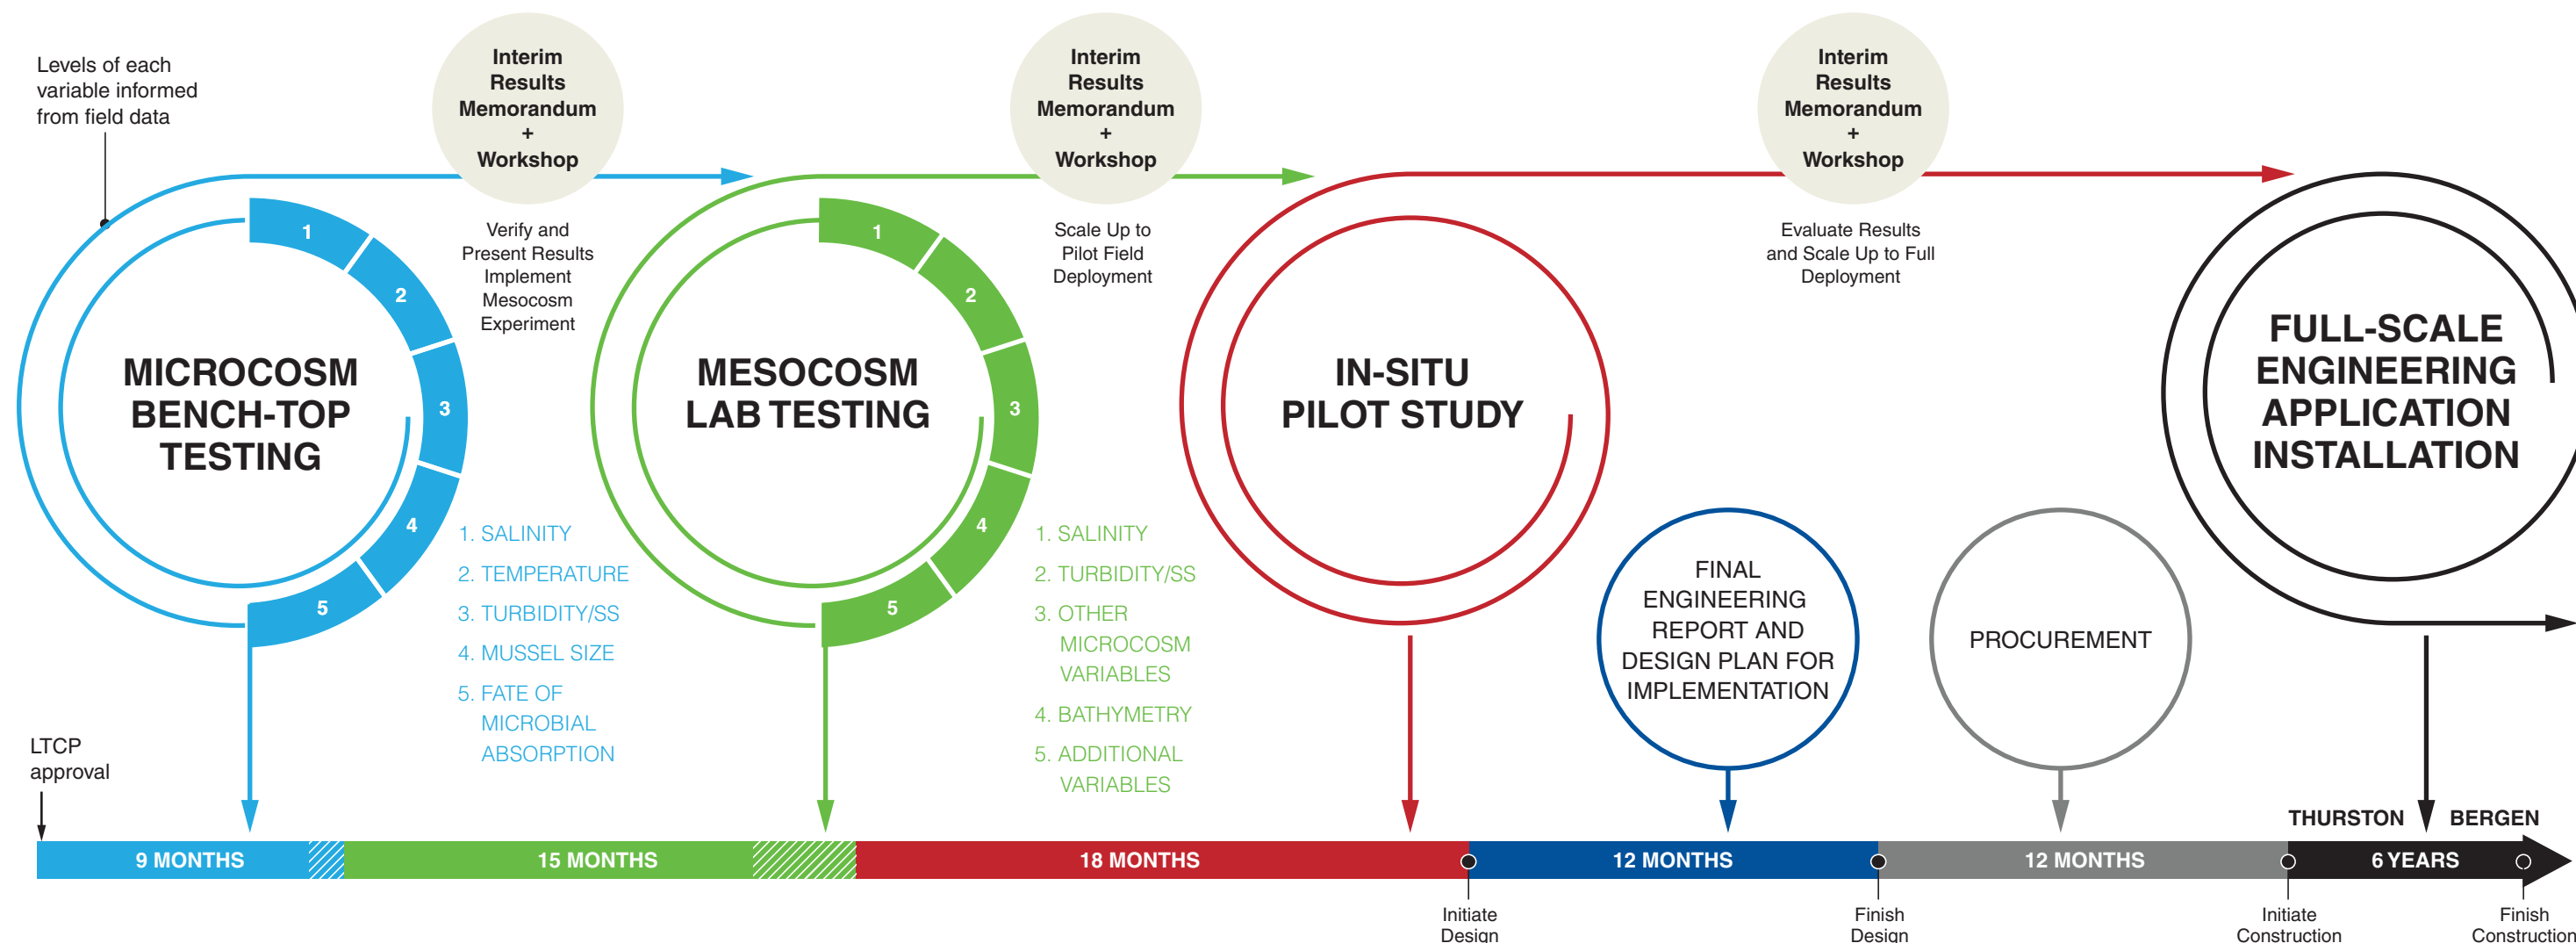 Levels of each
variable informed
from field data
Interim
Results
Memorandum
+
Workshop
Verify and
Present Results
Implement
Mesocosm
Experiment
Interim
Results
Memorandum
+
Workshop
Scale Up to
Pilot Field
Deployment
Interim
Results
Memorandum
+
Workshop
Evaluate Results
and Scale Up to Full
Deployment
MICROCOSM
BENCH-TOP
TESTING
1
2
3
4
5
1. SALINITY
2. TEMPERATURE
3. TURBIDITY/SS
4. MUSSEL SIZE
5. FATE OF
MICROBIAL
ABSORPTION
MESOCOSM
LAB TESTING
1
2
3
4
5
1. SALINITY
2. TURBIDITY/SS
3. OTHER
MICROCOSM
VARIABLES
4. BATHYMETRY
5. ADDITIONAL
VARIABLES
IN-SITU
PILOT STUDY
FINAL
ENGINEERING
REPORT AND
DESIGN PLAN FOR
IMPLEMENTATION
PROCUREMENT
FULL-SCALE
ENGINEERING
APPLICATION
INSTALLATION
LTCP
approval
THURSTON
BERGEN
9 MONTHS
15 MONTHS
18 MONTHS
12 MONTHS
12 MONTHS
6 YEARS
Initiate
Design
Finish
Design
Initiate
Construction
Finish
Construction